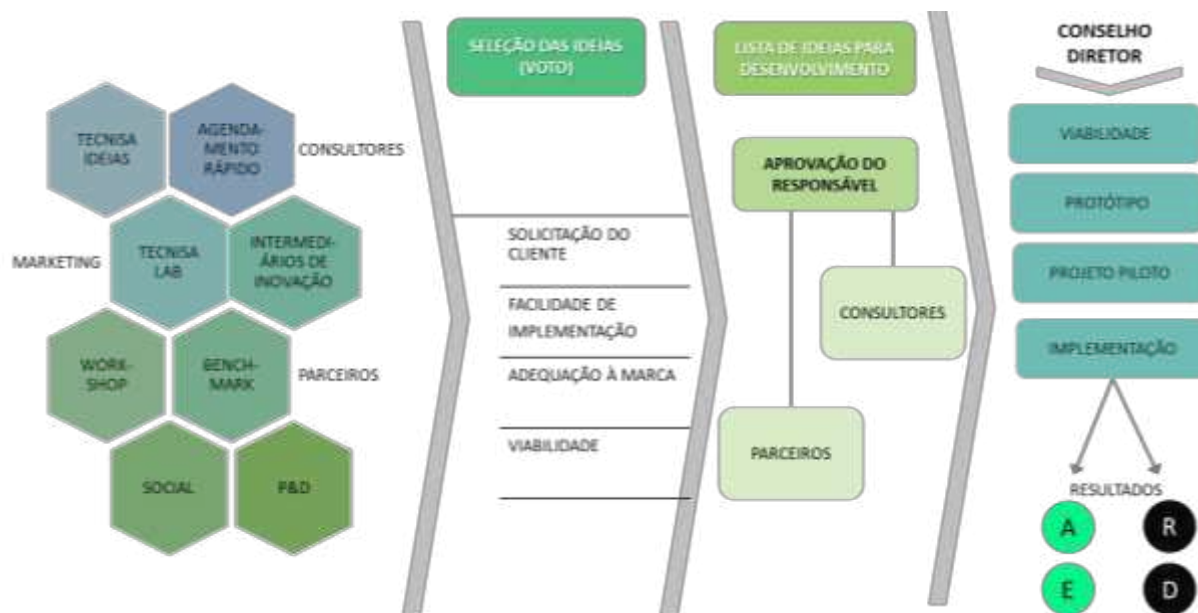 TECNISA
IDEIAS
AGENDA-
MENTO
RÁPIDO
CONSULTORES
MARKETING
TECNISA
LAB
INTERMEDI-
ÁRIOS DE
INOVAÇÃO
WORK-
SHOP
BENCH-
MARK
PARCEIROS
SOCIAL
P&D
SELEÇÃO DAS IDEIAS
(VOTO)
SOLICITAÇÃO DO
CLIENTE
FACILIDADE DE
IMPLEMENTAÇÃO
ADEQUAÇÃO À MARCA
VIABILIDADE
LISTA DE IDEIAS PARA
DESENVOLVIMENTO
APROVAÇÃO DO
RESPONSÁVEL
CONSULTORES
PARCEIROS
CONSELHO
DIRETOR
VIABILIDADE
PROTÓTIPO
PROJETO PILOTO
IMPLEMENTAÇÃO
RESULTADOS
A
R
E
D